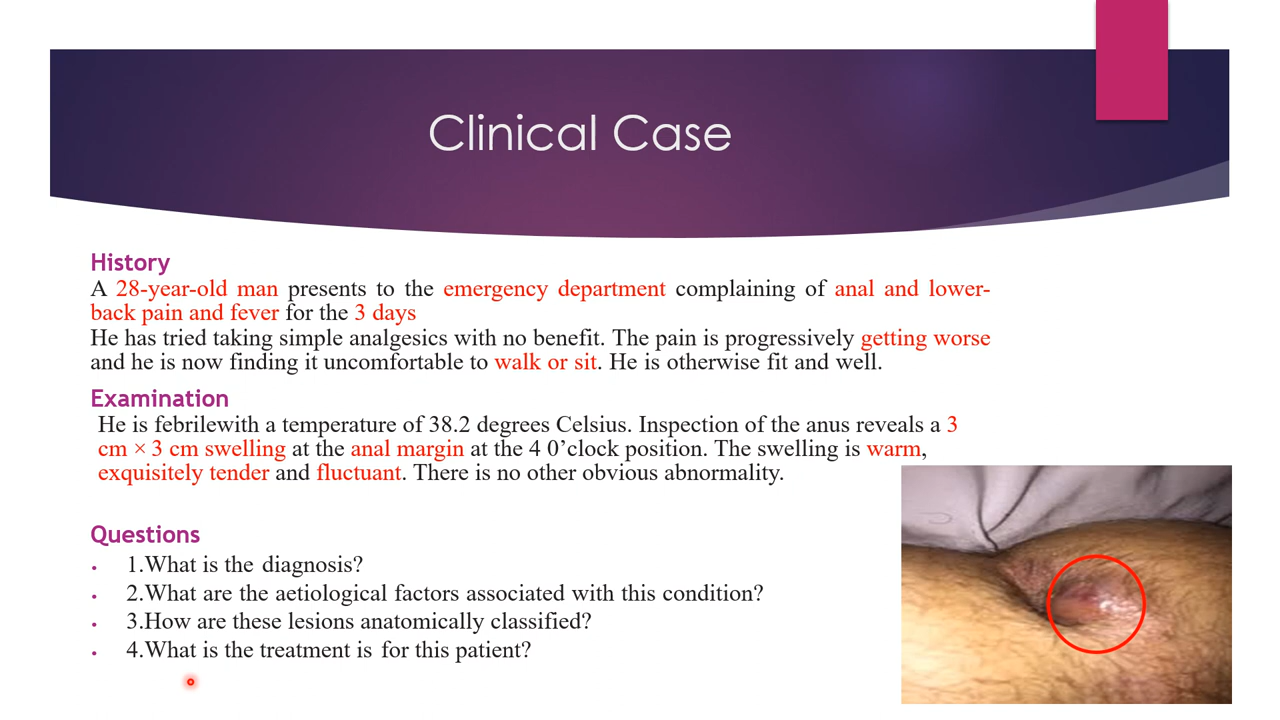 Clinical Case
History
A 28-year-old man presents to the emergency department complaining of anal and lower-
back pain and fever for the 3 days
He has tried taking simple analgesics with no benefit. The pain is progressively getting worse
and he is now finding it uncomfortable to walk or sit. He is otherwise fit and well.
Examination
He is febrilewith a temperature of 38.2 degrees Celsius. Inspection of the anus reveals a 3
cm × 3 cm swelling at the anal margin at the 4 0’clock position. The swelling is warm,
exquisitely tender and fluctuant. There is no other obvious abnormality.
Questions
• 1.What is the diagnosis?
• 2.What are the aetiological factors associated with this condition?
• 3.How are these lesions anatomically classified?
• 4.What is the treatment is for this patient?